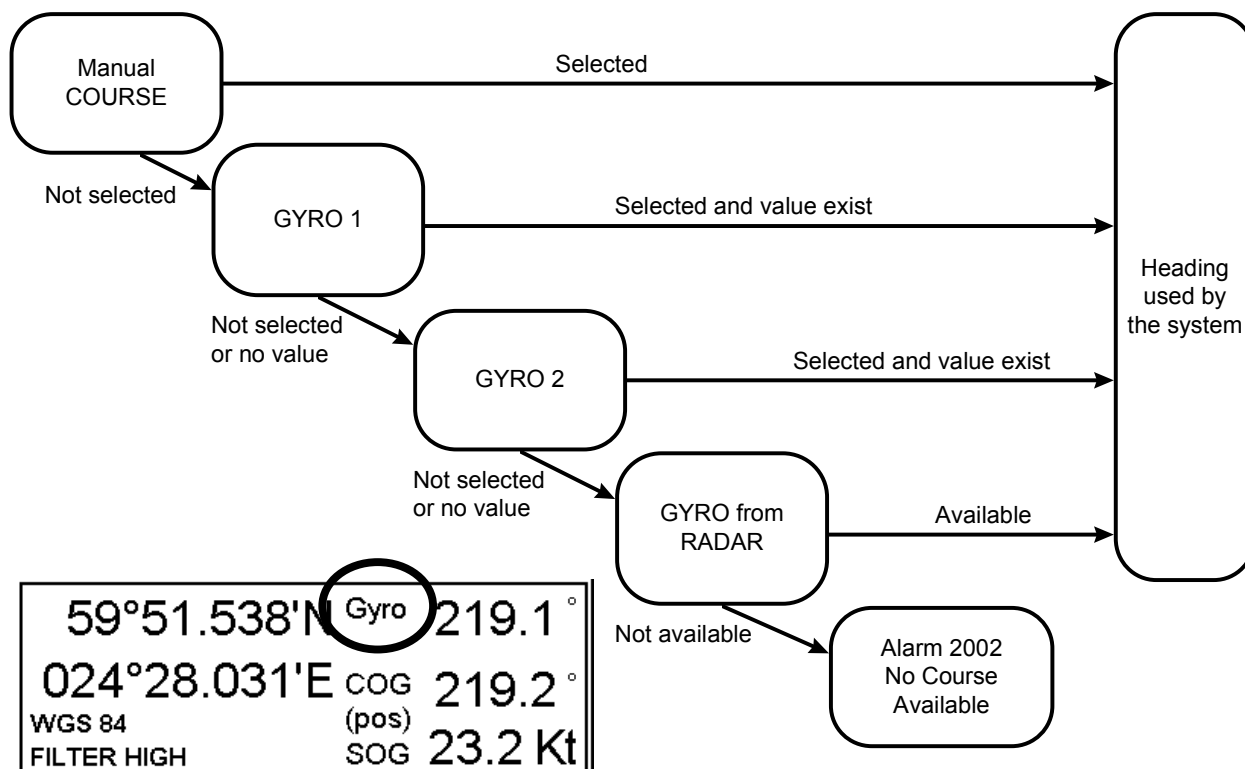 Manual
COURSE
Selected
Not selected
GYRO 1
Selected and value exist
Not selected
or no value
GYRO 2
Selected and value exist
Heading
used by
the system
Not selected
or no value
GYRO from
RADAR
Available
Not available
Alarm 2002
No Course
Available
59°51.538'N Gyro 219.1 °
024°28.031'E COG 219.2 °
WGS 84 (pos)
FILTER HIGH SOG 23.2 Kt